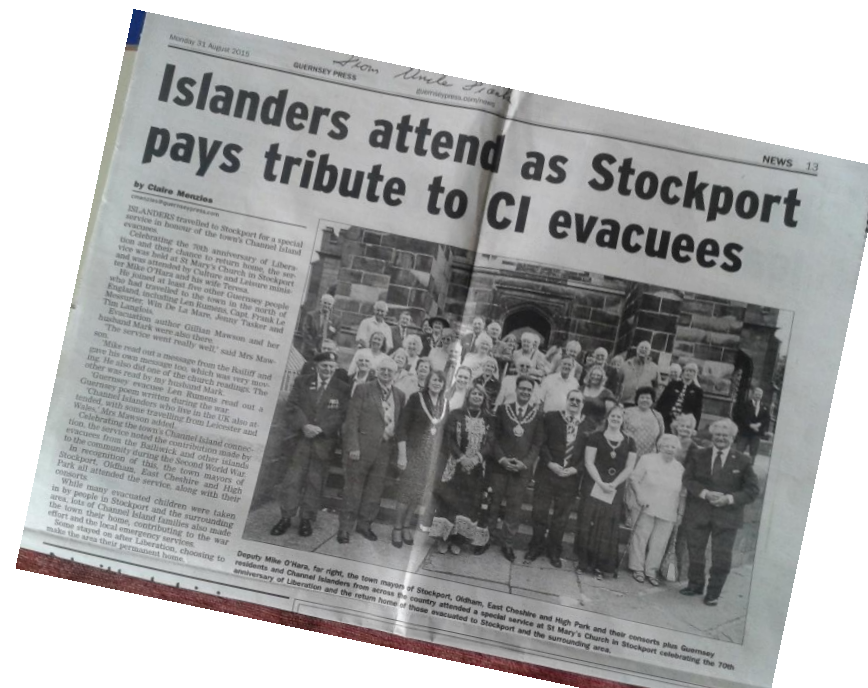 Monday 31 August 2015
GUERNSEY PRESS
guernseypress.com/news
NEWS 13
From Uncle
Islanders attend as Stockport
pays tribute to CI evacuees
by Claire Menzies
cmenzies@guernseypress.com
ISLANDERS travelled to Stockport for a special
service in honour of the town's Channel Island
evacuees.
Celebrating the 70th anniversary of Libera-
tion and their chance to return home, the ser-
vice was held at St Mary's Church in Stockport
and was attended by Culture and Leisure minis-
ter Mike O'Hara and his wife Teresa.
He joined at least five other Guernsey people
who had travelled to the town in the north of
England, including Len Rumens, Capt. Frank Le
Messurier, Win De La Mare, Jenny Tasker and
Tim Langlois.
Evacuation author Gillian Mawson and her
husband Mark were also there.
'The service went really well,' said Mrs Maw-
son.
'Mike read out a message from the Bailiff and
gave his own message too, which was very mov-
ing. He also did one of the church readings. The
other was read by my husband Mark.
'Guernsey evacuee Len Rumens read out a
Guernsey poem written during the war.
'Channel Islanders who live in the UK also at-
tended, with some travelling from Leicester and
Wales,' Mrs Mawson added.
Celebrating the town's Channel Island connec-
tion, the service noted the contribution made by
evacuees from the Bailiwick and other islands
to the community during the Second World War.
In recognition of this, the town mayors of
Stockport, Oldham, East Cheshire and High
Park all attended the service, along with their
consorts.
While many evacuated children were taken
in by people in Stockport and the surrounding
area, lots of Channel Island families also made
the town their home, contributing to the war
effort and the local emergency services.
Some stayed on after Liberation, choosing to
make the area their permanent home.
Deputy Mike O'Hara, far right, the town mayors of Stockport, Oldham, East Cheshire and High Park and their consorts plus Guernsey
residents and Channel Islanders from across the country attended a special service at St Mary's Church in Stockport celebrating the 70th
anniversary of Liberation and the return home of those evacuated to Stockport and the surrounding area.